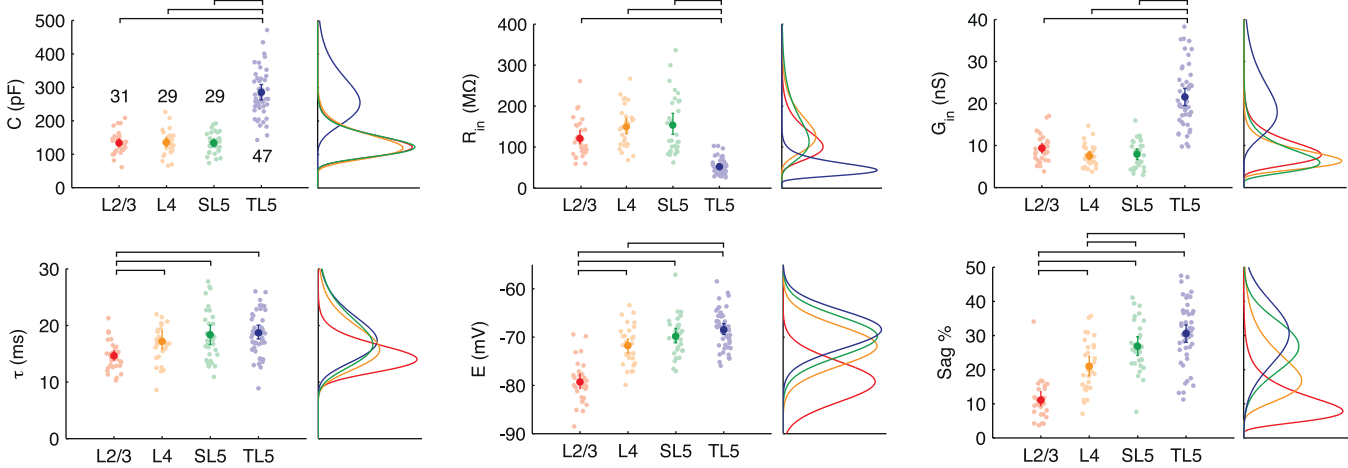 C (pF)
500
400
300
200
100
0
31
29
29
47
L2/3 L4 SL5 TL5
R_in (MΩ)
400
300
200
100
0
L2/3 L4 SL5 TL5
G_in (nS)
40
30
20
10
0
L2/3 L4 SL5 TL5
τ (ms)
30
20
10
0
L2/3 L4 SL5 TL5
E (mV)
-60
-70
-80
-90
L2/3 L4 SL5 TL5
Sag %
50
40
30
20
10
0
L2/3 L4 SL5 TL5